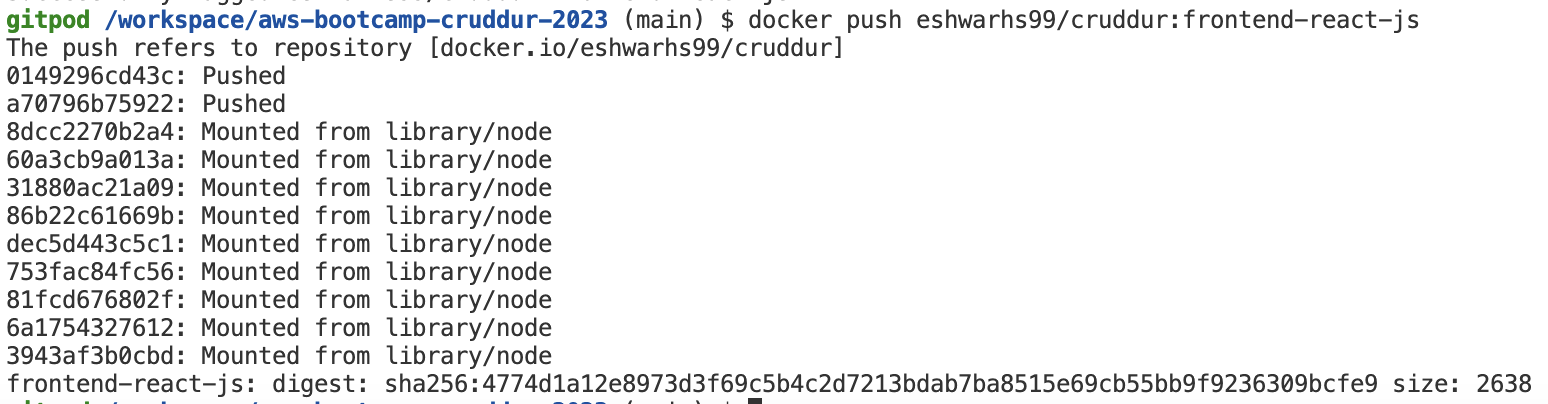 gitpod /workspace/aws-bootcamp-cruddur-2023 (main) $ docker push eshwarhs99/cruddur:frontend-react-js
The push refers to repository [docker.io/eshwarhs99/cruddur]
0149296cd43c: Pushed
a70796b75922: Pushed
8dcc2270b2a4: Mounted from library/node
60a3cb9a013a: Mounted from library/node
31880ac21a09: Mounted from library/node
86b22c61669b: Mounted from library/node
dec5d443c5c1: Mounted from library/node
753fac84fc56: Mounted from library/node
81fcd676802f: Mounted from library/node
6a1754327612: Mounted from library/node
3943af3b0cbd: Mounted from library/node
frontend-react-js: digest: sha256:4774d1a12e8973d3f69c5b4c2d7213bdab7ba8515e69cb55bb9f9236309bcfe9 size: 2638